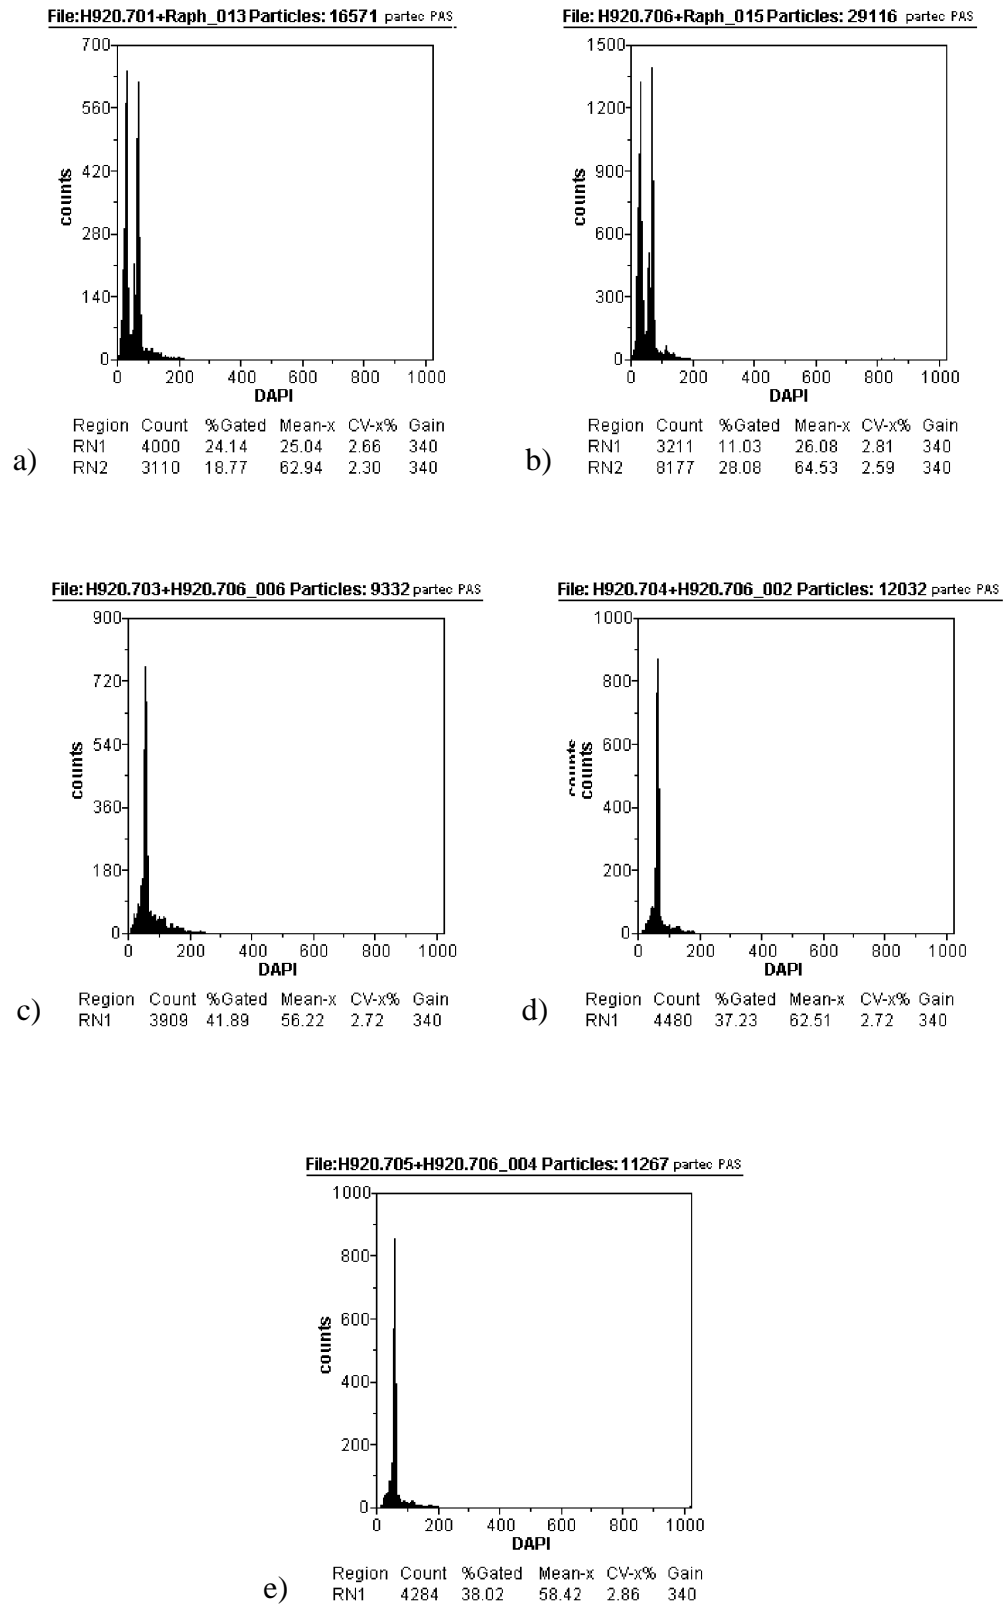 File:H920.701+Raph_013 Particles: 16571 partec PAS
700
560
420
280
140
0
counts
0 200 400 600 800 1000
DAPI
Region Count %Gated Mean-x CV-x% Gain
RN1 4000 24.14 25.04 2.66 340
RN2 3110 18.77 62.94 2.30 340
a)
File: H920.706+Raph_015 Particles: 29116 partec PAS
1500
1200
900
600
300
0
counts
0 200 400 600 800 1000
DAPI
Region Count %Gated Mean-x CV-x% Gain
RN1 3211 11.03 26.08 2.81 340
RN2 8177 28.08 64.53 2.59 340
b)
File: H920.703+H920.706_006 Particles: 9332 partec PAS
900
720
540
360
180
0
counts
0 200 400 600 800 1000
DAPI
Region Count %Gated Mean-x CV-x% Gain
RN1 3909 41.89 56.22 2.72 340
c)
File: H920.704+H920.706_002 Particles: 12032 partec PAS
1000
800
600
400
200
0
counts
counts
0 200 400 600 800 1000
DAPI
Region Count %Gated Mean-x CV-x% Gain
RN1 4480 37.23 62.51 2.72 340
d)
File:H920.705+H920.706_004 Particles: 11267 partec PAS
1000
800
600
400
200
0
counts
0 200 400 600 800 1000
DAPI
Region Count %Gated Mean-x CV-x% Gain
RN1 4284 38.02 58.42 2.86 340
e)